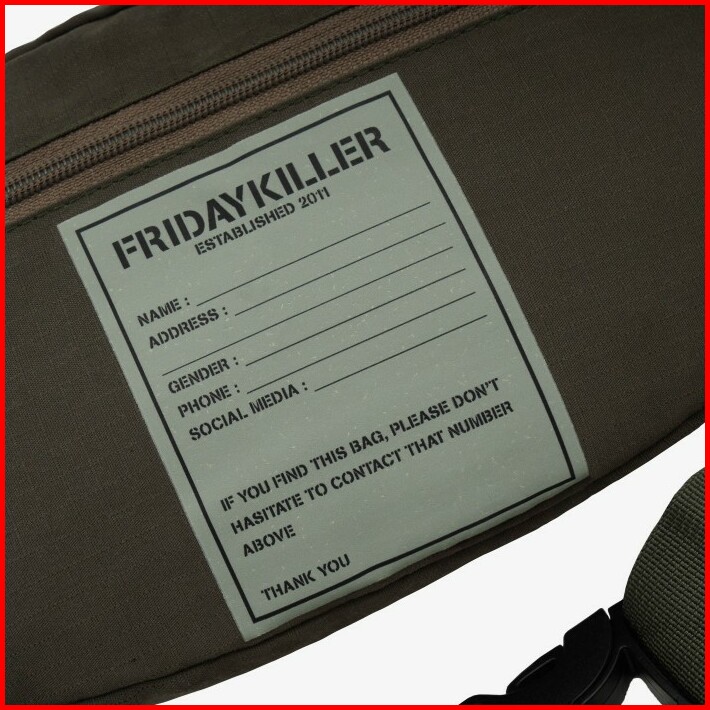 FRIDAYKILLER
ESTABLISHED 2011
NAME :
ADDRESS :
GENDER :
PHONE :
SOCIAL MEDIA :
IF YOU FIND THIS BAG, PLEASE DON'T
HASITATE TO CONTACT THAT NUMBER
ABOVE
THANK YOU